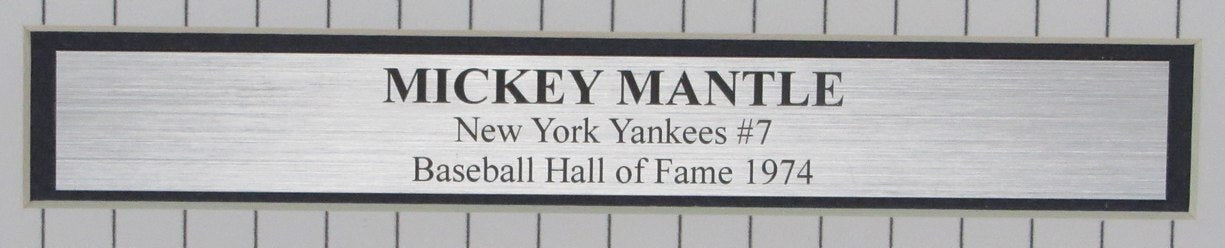 MICKEY MANTLE
New York Yankees #7
Baseball Hall of Fame 1974